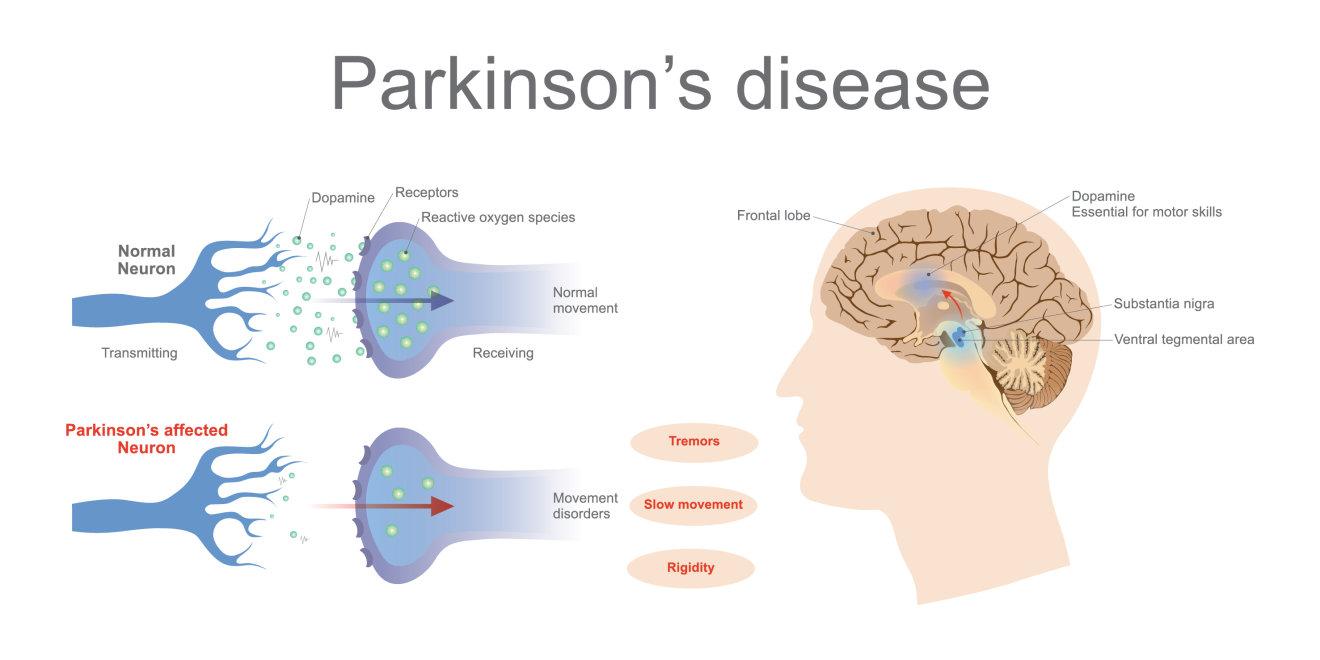 Parkinson’s disease
Dopamine
Receptors
Reactive oxygen species
Normal
Neuron
Transmitting
Normal
movement
Receiving
Parkinson’s affected
Neuron
Movement
disorders
Tremors
Slow movement
Rigidity
Frontal lobe
Dopamine
Essential for motor skills
Substantia nigra
Ventral tegmental area